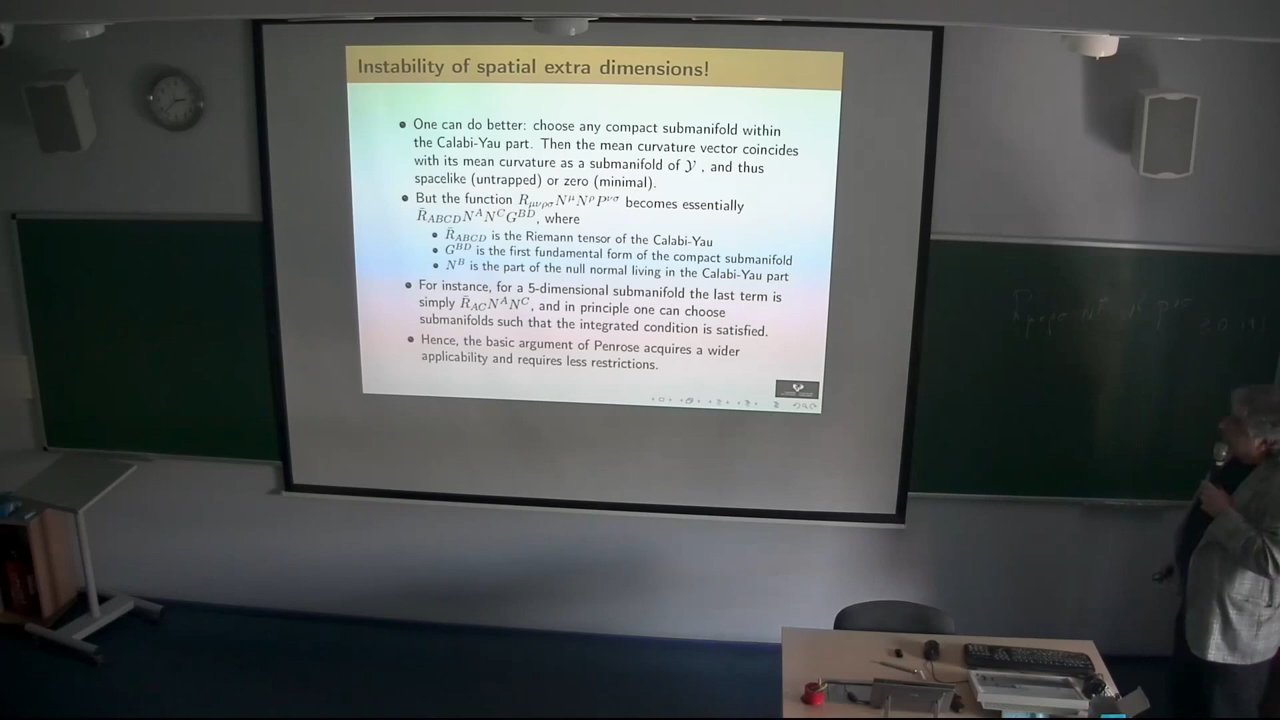 Instability of spatial extra dimensions!
One can do better: choose any compact submanifold within
the Calabi-Yau part. Then the mean curvature vector coincides
with its mean curvature as a submanifold of 𝒴 , and thus
spacelike (untrapped) or zero (minimal).
But the function R_{μνρσ}N^μN^ρP^{νσ} becomes essentially
R̄_{ABCD}N^AN^CG^{BD}, where
R̄_{ABCD} is the Riemann tensor of the Calabi-Yau
G^{BD} is the first fundamental form of the compact submanifold
N^B is the part of the null normal living in the Calabi-Yau part
For instance, for a 5-dimensional submanifold the last term is
simply R̄_{AC}N^AN^C, and in principle one can choose
submanifolds such that the integrated condition is satisfied.
Hence, the basic argument of Penrose acquires a wider
applicability and requires less restrictions.